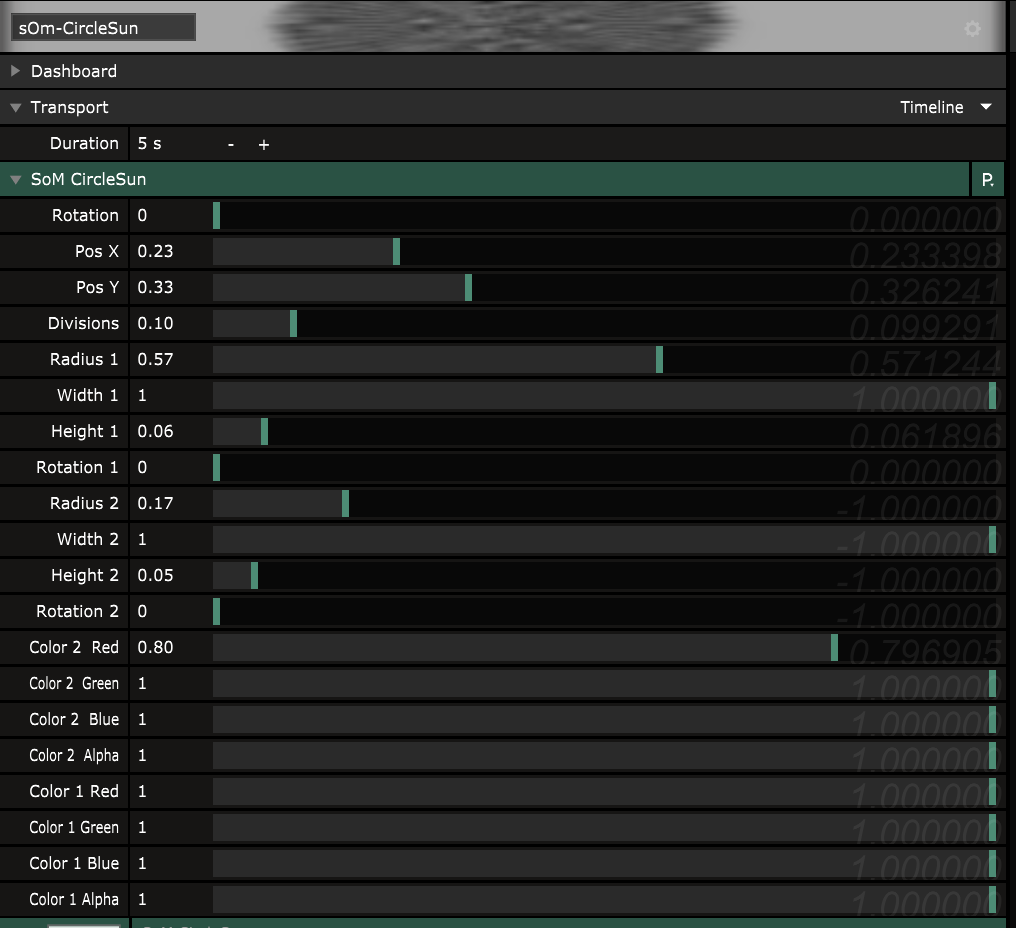 sOm-CircleSun
Dashboard
Transport Timeline
Duration 5 s - +
SoM CircleSun P.
Rotation 0 0.000000
Pos X 0.23 0.233398
Pos Y 0.33 0.326241
Divisions 0.10 0.099291
Radius 1 0.57 0.571244
Width 1 1 1.000000
Height 1 0.06 0.061896
Rotation 1 0 0.000000
Radius 2 0.17 -1.000000
Width 2 1 -1.000000
Height 2 0.05 -1.000000
Rotation 2 0 -1.000000
Color 2 Red 0.80 0.796905
Color 2 Green 1 1.000000
Color 2 Blue 1 1.000000
Color 2 Alpha 1 1.000000
Color 1 Red 1 1.000000
Color 1 Green 1 1.000000
Color 1 Blue 1 1.000000
Color 1 Alpha 1 1.000000